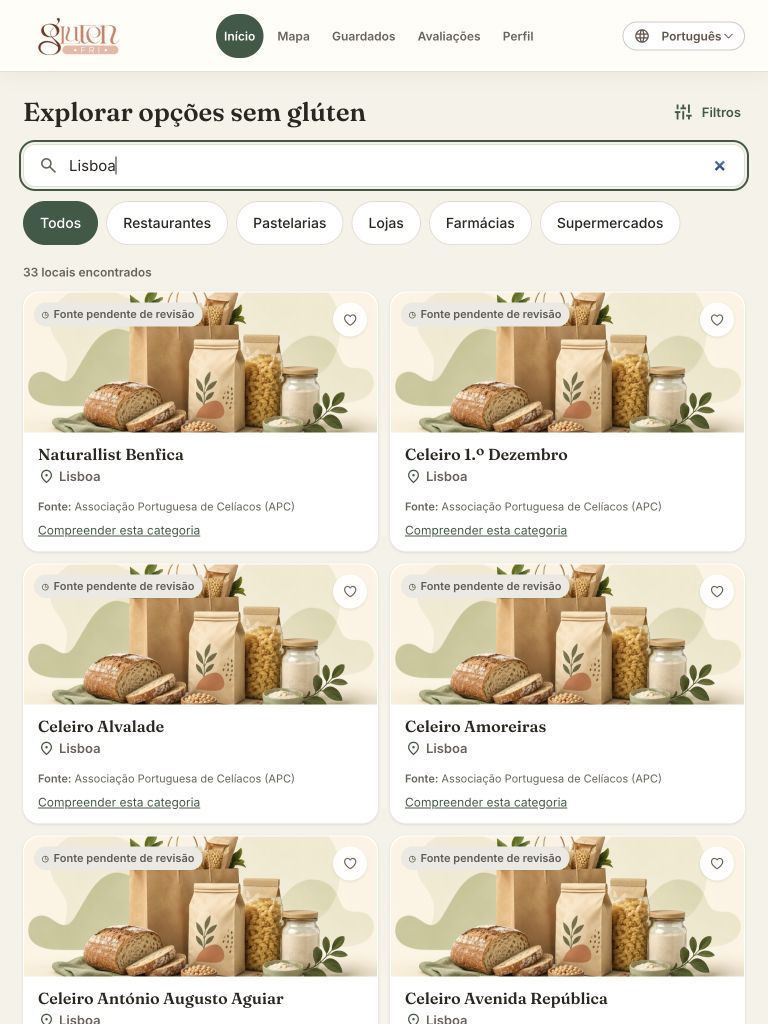 gluten
FRI
Início
Mapa
Guardados
Avaliações
Perfil
Português
Explorar opções sem glúten
Filtros
Lisboa
Todos
Restaurantes
Pastelarias
Lojas
Farmácias
Supermercados
33 locais encontrados
Fonte pendente de revisão
Naturallist Benfica
Lisboa
Fonte: Associação Portuguesa de Celíacos (APC)
Compreender esta categoria
Fonte pendente de revisão
Celeiro 1.º Dezembro
Lisboa
Fonte: Associação Portuguesa de Celíacos (APC)
Compreender esta categoria
Fonte pendente de revisão
Celeiro Alvalade
Lisboa
Fonte: Associação Portuguesa de Celíacos (APC)
Compreender esta categoria
Fonte pendente de revisão
Celeiro Amoreiras
Lisboa
Fonte: Associação Portuguesa de Celíacos (APC)
Compreender esta categoria
Fonte pendente de revisão
Celeiro António Augusto Aguiar
Lisboa
Fonte pendente de revisão
Celeiro Avenida República
Lisboa